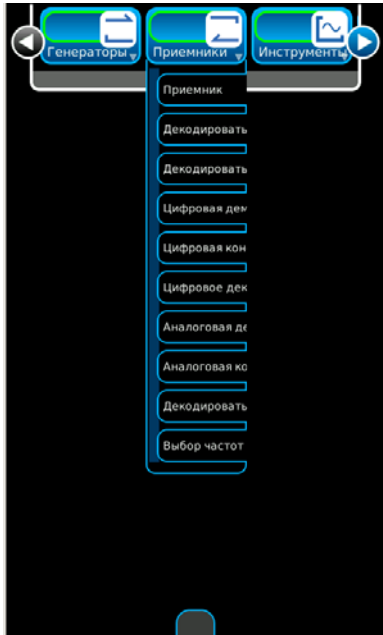 Генераторы Приемники Инструменты
Приемник
Декодировать
Декодировать
Цифровая дем
Цифровая кон
Цифровое дек
Аналоговая де
Аналоговая ко
Декодировать
Выбор частот